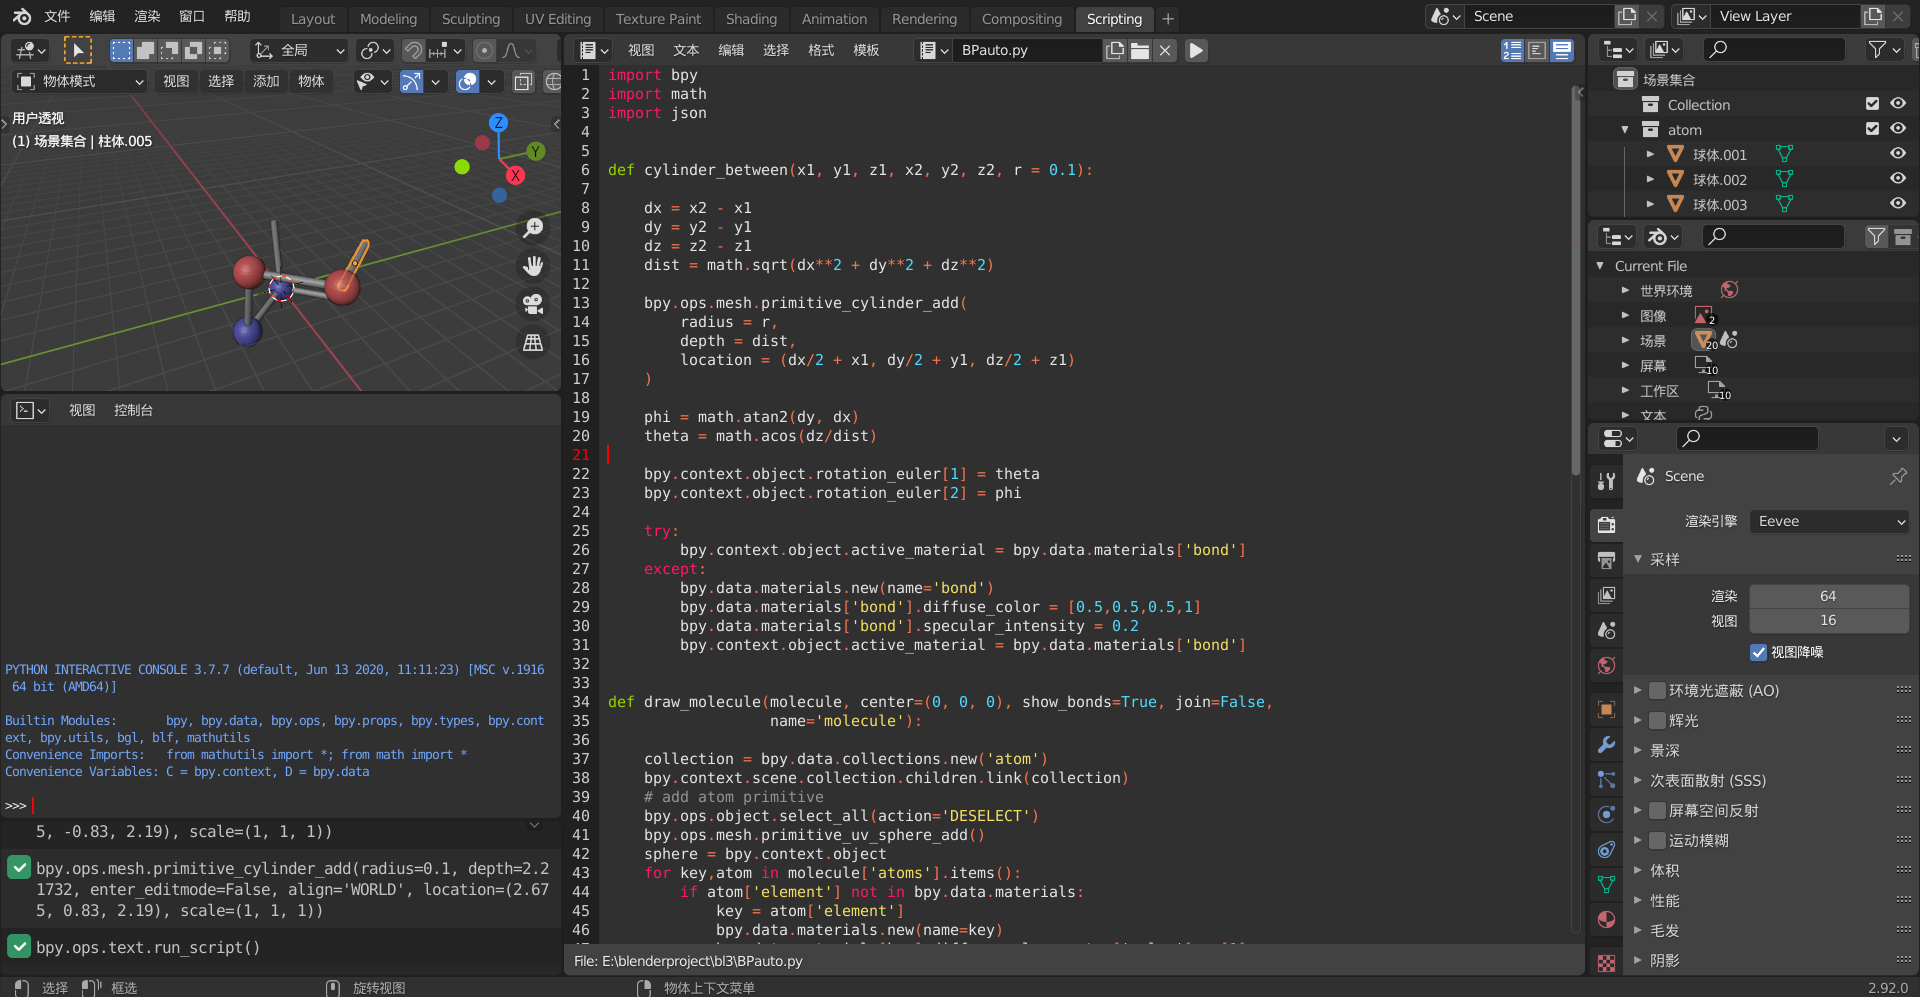 文件 编辑 渲染 窗口 帮助 Layout Modeling Sculpting UV Editing Texture Paint Shading Animation Rendering Compositing Scripting + Scene View Layer
全局
物体模式 视图 选择 添加 物体
用户透视
(1) 场景集合 | 柱体.005
Z
Y
X
视图 控制台
PYTHON INTERACTIVE CONSOLE 3.7.7 (default, Jun 13 2020, 11:11:23) [MSC v.1916
64 bit (AMD64)]
Builtin Modules: bpy, bpy.data, bpy.ops, bpy.props, bpy.types, bpy.cont
ext, bpy.utils, bgl, blf, mathutils
Convenience Imports: from mathutils import *; from math import *
Convenience Variables: C = bpy.context, D = bpy.data
>>>
5, -0.83, 2.19), scale=(1, 1, 1))
bpy.ops.mesh.primitive_cylinder_add(radius=0.1, depth=2.2
1732, enter_editmode=False, align='WORLD', location=(2.67
5, 0.83, 2.19), scale=(1, 1, 1))
bpy.ops.text.run_script()
视图 文本 编辑 选择 格式 模板 BPauto.py
1 import bpy
2 import math
3 import json
4
5
6 def cylinder_between(x1, y1, z1, x2, y2, z2, r = 0.1):
7
8 dx = x2 - x1
9 dy = y2 - y1
10 dz = z2 - z1
11 dist = math.sqrt(dx**2 + dy**2 + dz**2)
12
13 bpy.ops.mesh.primitive_cylinder_add(
14 radius = r,
15 depth = dist,
16 location = (dx/2 + x1, dy/2 + y1, dz/2 + z1)
17 )
18
19 phi = math.atan2(dy, dx)
20 theta = math.acos(dz/dist)
21
22 bpy.context.object.rotation_euler[1] = theta
23 bpy.context.object.rotation_euler[2] = phi
24
25 try:
26 bpy.context.object.active_material = bpy.data.materials['bond']
27 except:
28 bpy.data.materials.new(name='bond')
29 bpy.data.materials['bond'].diffuse_color = [0.5,0.5,0.5,1]
30 bpy.data.materials['bond'].specular_intensity = 0.2
31 bpy.context.object.active_material = bpy.data.materials['bond']
32
33
34 def draw_molecule(molecule, center=(0, 0, 0), show_bonds=True, join=False,
35 name='molecule'):
36
37 collection = bpy.data.collections.new('atom')
38 bpy.context.scene.collection.children.link(collection)
39 # add atom primitive
40 bpy.ops.object.select_all(action='DESELECT')
41 bpy.ops.mesh.primitive_uv_sphere_add()
42 sphere = bpy.context.object
43 for key,atom in molecule['atoms'].items():
44 if atom['element'] not in bpy.data.materials:
45 key = atom['element']
46 bpy.data.materials.new(name=key)
File: E:\blenderproject\bl3\BPauto.py
场景集合
Collection
atom
球体.001
球体.002
球体.003
Current File
世界环境
图像 2
场景 20
屏幕 10
工作区 10
文本
Scene
渲染引擎 Eevee
采样
渲染 64
视图 16
视图降噪
环境光遮蔽 (AO)
辉光
景深
次表面散射 (SSS)
屏幕空间反射
运动模糊
体积
性能
毛发
阴影
选择 框选 旋转视图 物体上下文菜单 2.92.0